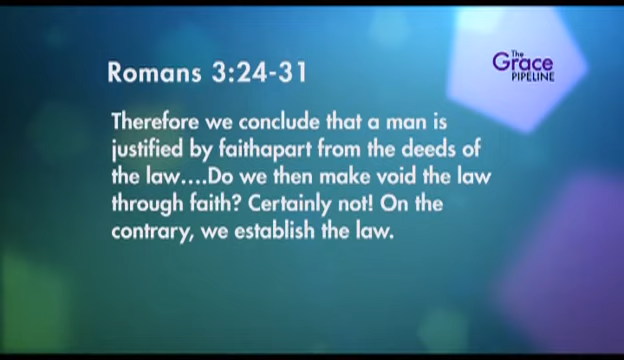 Romans 3:24-31
The
Grace
PIPELINE
Therefore we conclude that a man is
justified by faithapart from the deeds of
the law....Do we then make void the law
through faith? Certainly not! On the
contrary, we establish the law.